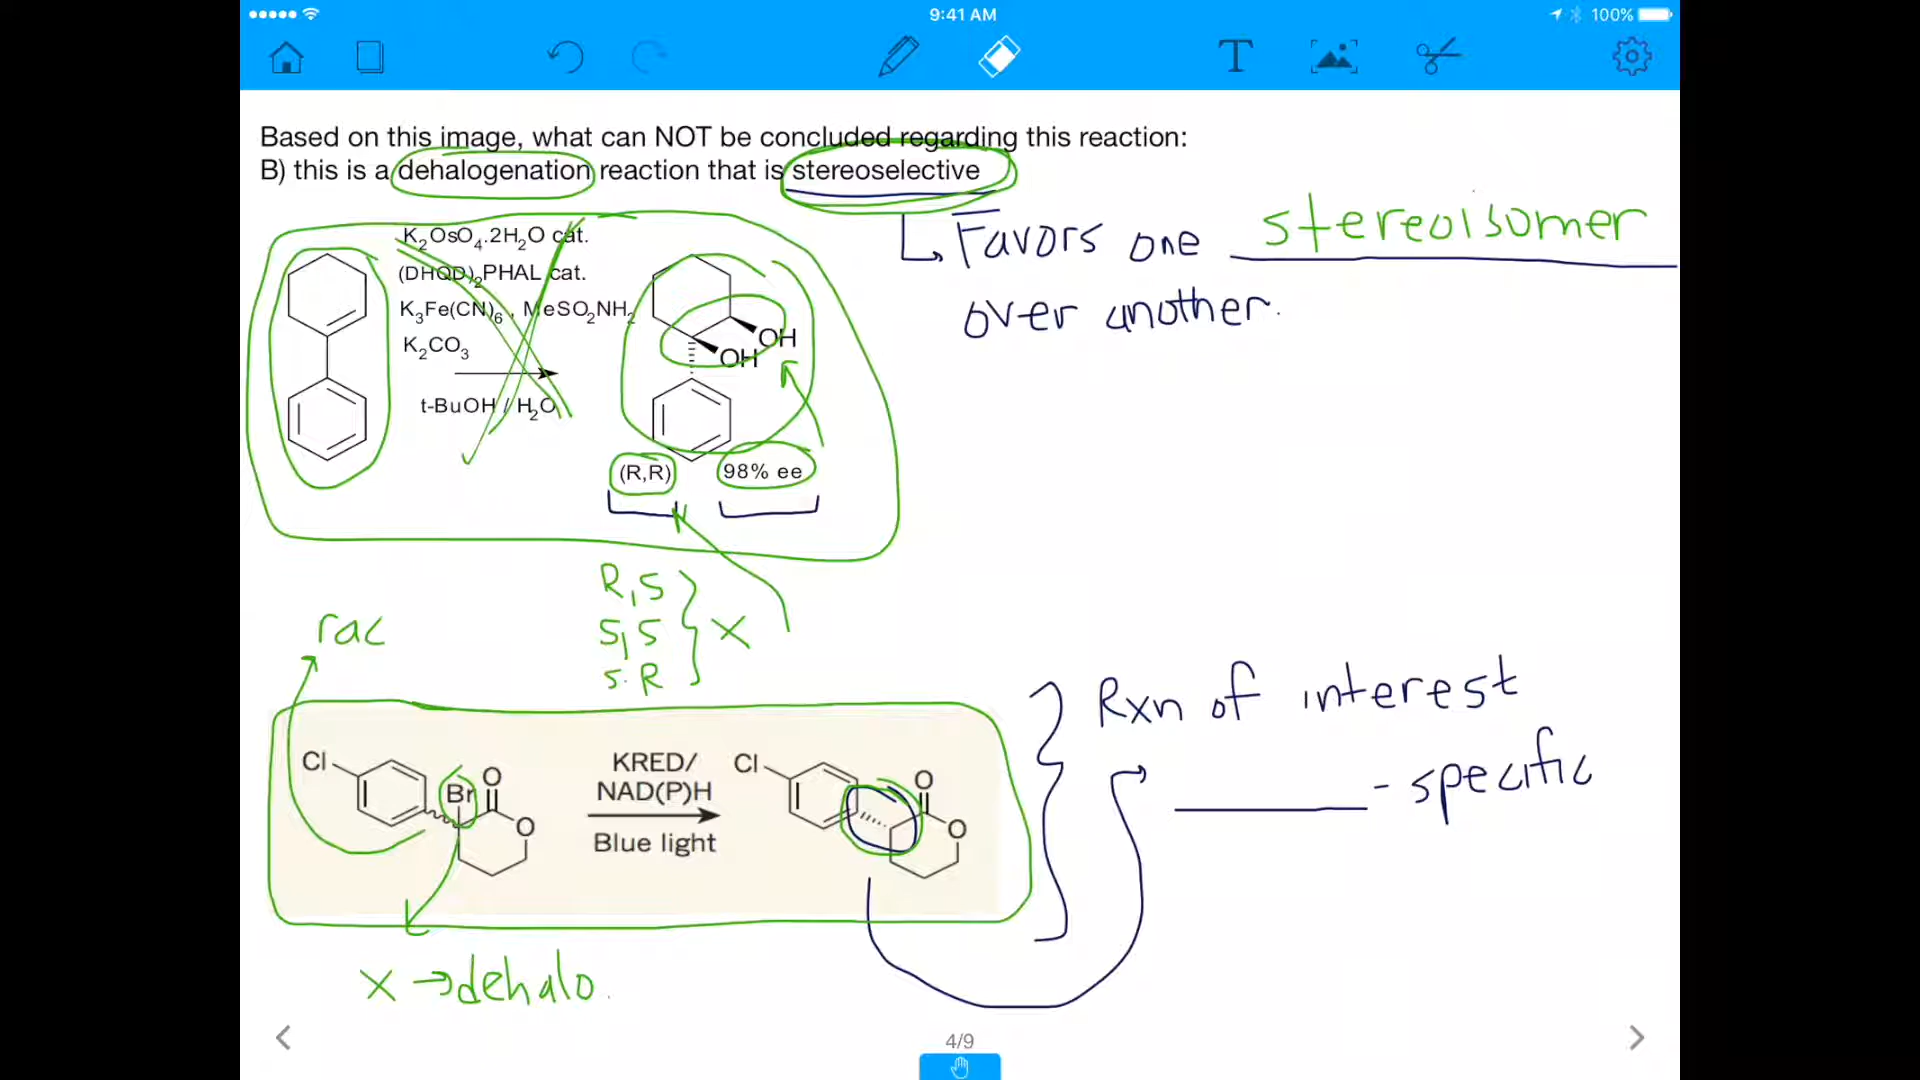 9:41 AM
100%
T
Based on this image, what can NOT be concluded regarding this reaction:
B) this is a dehalogenation reaction that is stereoselective
Favors one stereoisomer
over another.
K2OsO4.2H2O cat.
(DHQD)2PHAL cat.
K3Fe(CN)6 , MeSO2NH2
K2CO3
t-BuOH / H2O
OH
OH
(R,R)
98% ee
R,S
S,S
S.R
X
rac
Rxn of interest
- specific
Cl
Br
O
O
KRED/
NAD(P)H
Blue light
Cl
O
O
X → dehalo.
4/9